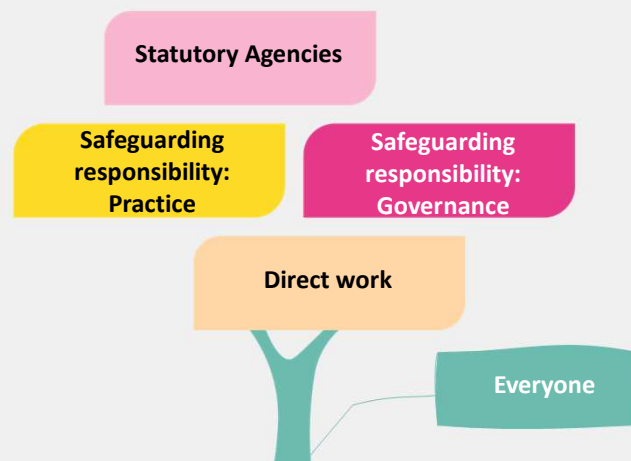 Statutory Agencies
Safeguarding
responsibility:
Practice
Safeguarding
responsibility:
Governance
Direct work
Everyone